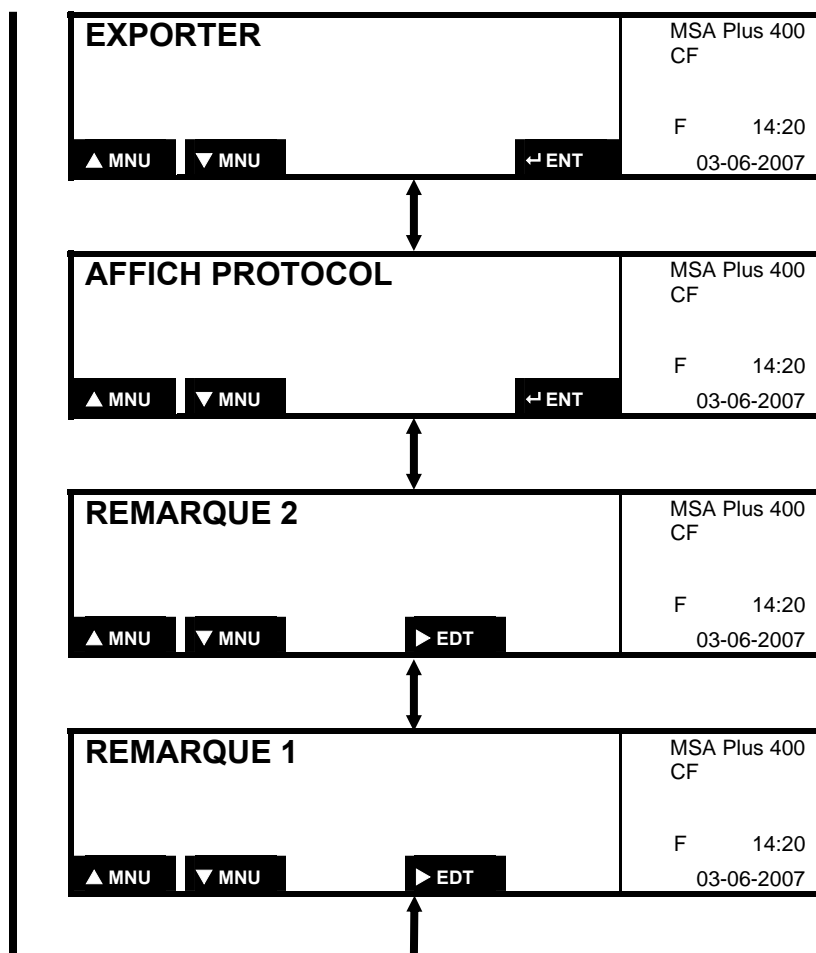 EXPORTER
MSA Plus 400
CF
F 14:20
▲ MNU ▼ MNU ↵ ENT 03-06-2007
AFFICH PROTOCOL
MSA Plus 400
CF
F 14:20
▲ MNU ▼ MNU ↵ ENT 03-06-2007
REMARQUE 2
MSA Plus 400
CF
F 14:20
▲ MNU ▼ MNU ▶ EDT 03-06-2007
REMARQUE 1
MSA Plus 400
CF
F 14:20
▲ MNU ▼ MNU ▶ EDT 03-06-2007